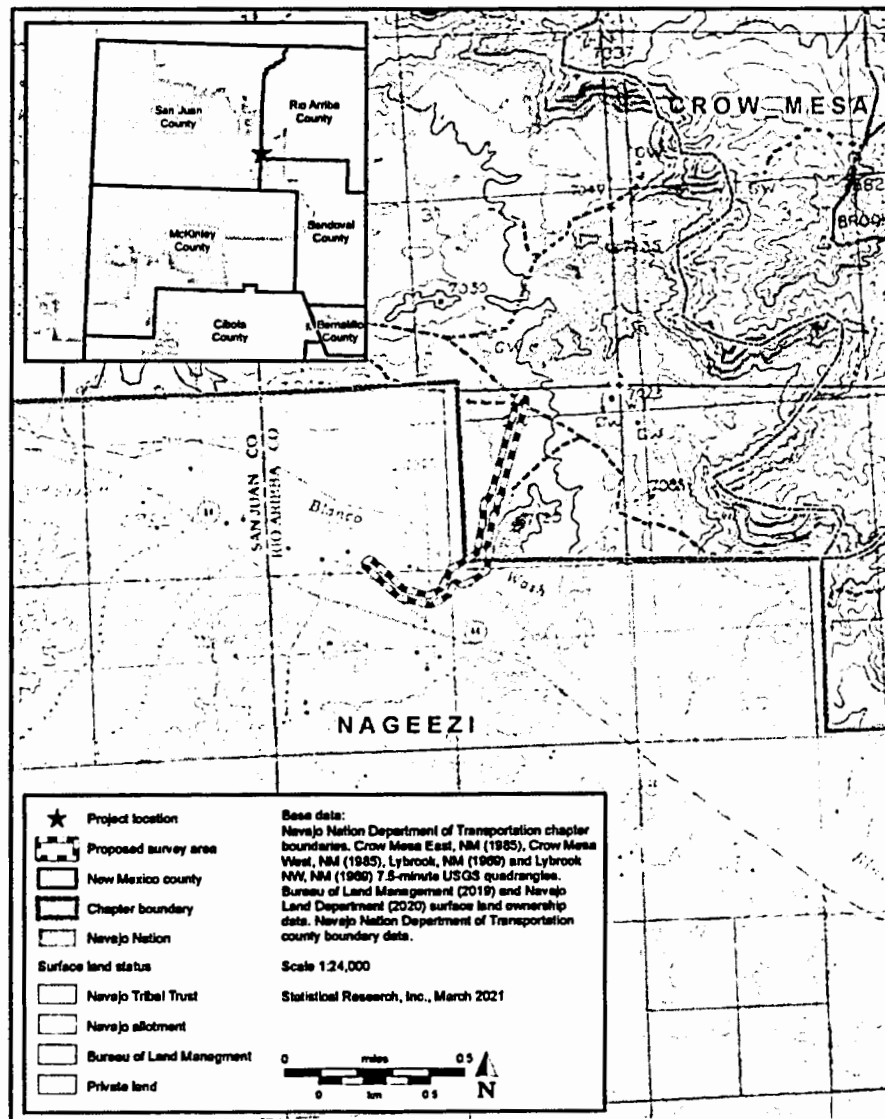 San Juan
County
Rio Arriba
County
McKinley
County
Sandoval
County
Cibola
County
Bernalillo
County
CROW MESA
7037
GW
7050
GW
7085
SAN JUAN CO
RIO ARRIBA CO
Blanco
Wash
44
NAGEEZI
Project location
Proposed survey area
New Mexico county
Chapter boundary
Navajo Nation
Surface land status
Navajo Tribal Trust
Navajo allotment
Bureau of Land Managment
Private land
Base data:
Navajo Nation Department of Transportation chapter
boundaries. Crow Mesa East, NM (1985), Crow Mesa
West, NM (1985), Lybrook, NM (1969) and Lybrook
NW, NM (1969) 7.5-minute USGS quadrangles.
Bureau of Land Management (2019) and Navajo
Land Department (2020) surface land ownership
data. Navajo Nation Department of Transportation
county boundary data.
Scale 1:24,000
Statistical Research, Inc., March 2021
0 miles 0.5
0 km 0.5
N